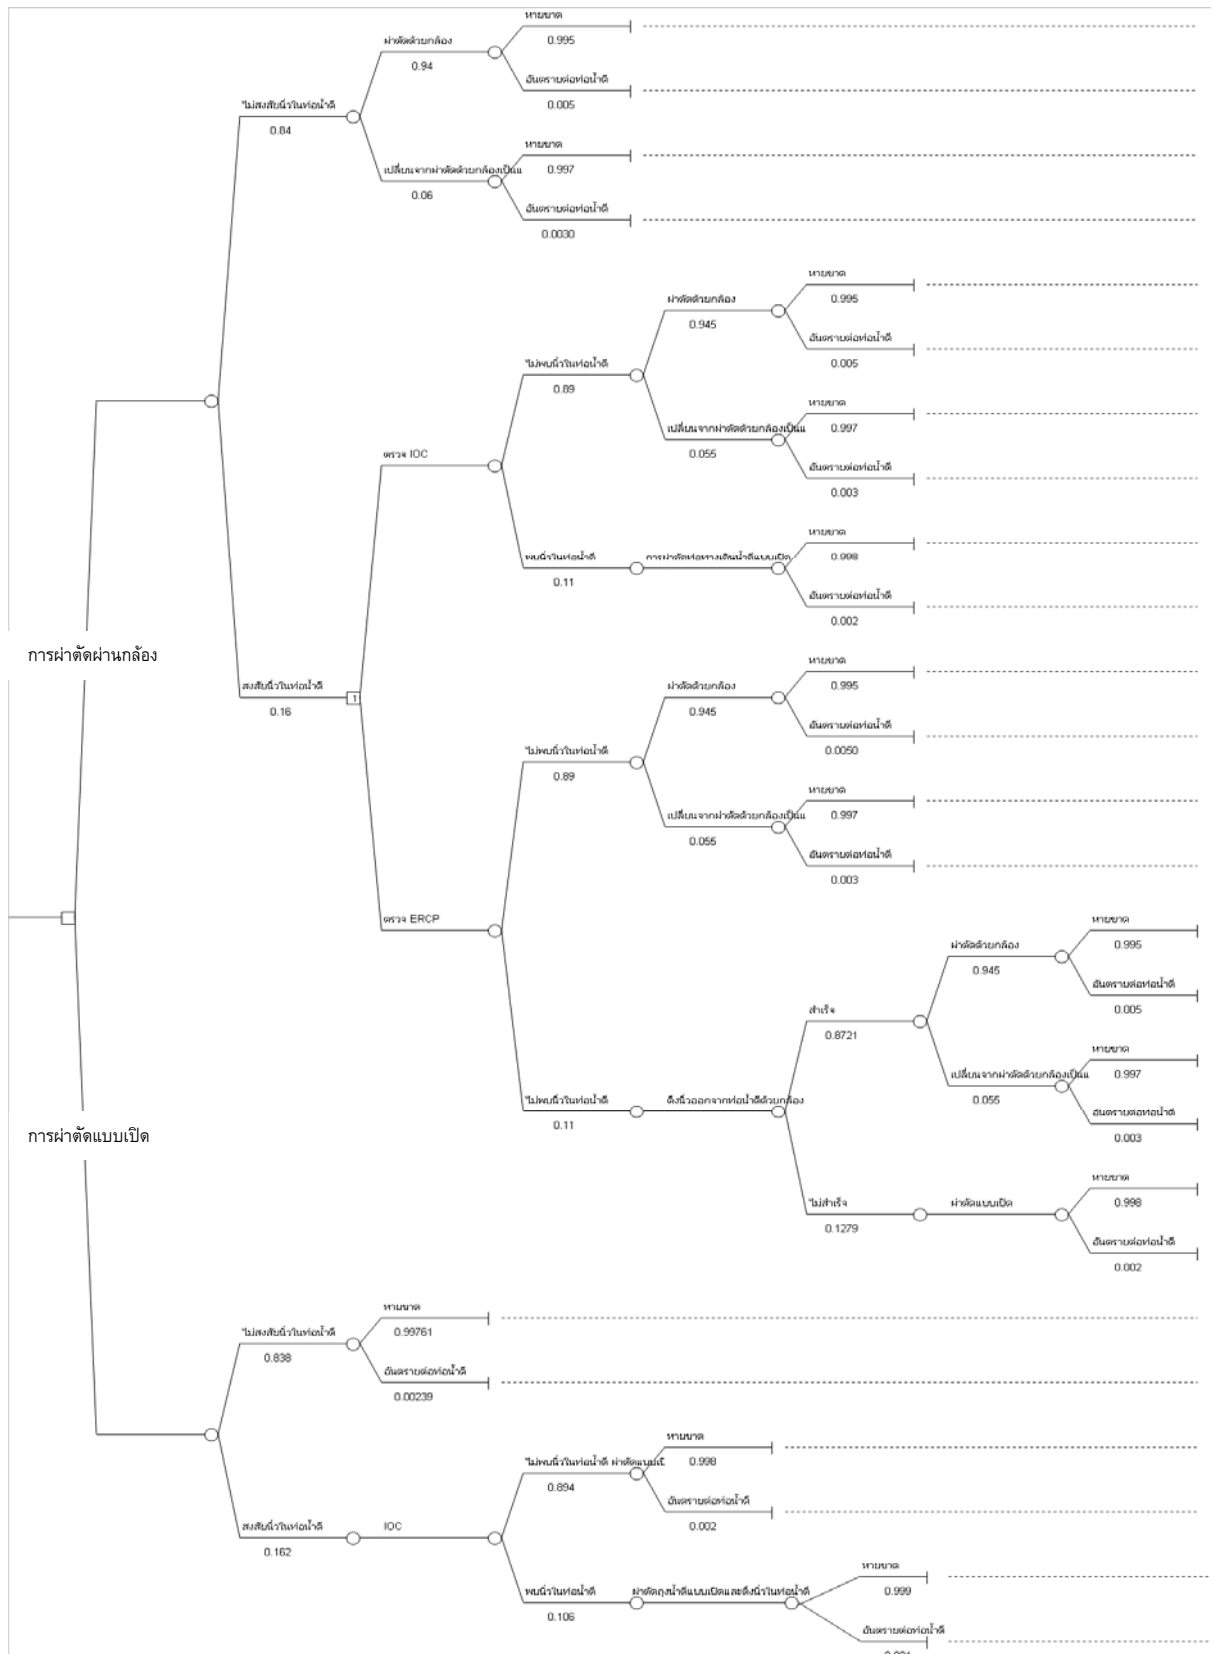 หายขาด
0.995
ผ่าตัดด้วยกล้อง
0.94
อันตรายต่อท่อน้ำดี
0.005
ไม่สงสัยนิ่วในท่อน้ำดี
0.84
หายขาด
0.997
เปลี่ยนจากผ่าตัดด้วยกล้องเป็นแ
0.06
อันตรายต่อท่อน้ำดี
0.0030
หายขาด
0.995
ผ่าตัดด้วยกล้อง
0.945
อันตรายต่อท่อน้ำดี
0.005
ไม่พบนิ่วในท่อน้ำดี
0.89
หายขาด
0.997
เปลี่ยนจากผ่าตัดด้วยกล้องเป็นแ
0.055
อันตรายต่อท่อน้ำดี
0.003
ตรวจ IOC
หายขาด
0.998
พบนิ่วในท่อน้ำดี
0.11
การผ่าตัดท่อทางเดินน้ำดีแบบเปิด
อันตรายต่อท่อน้ำดี
0.002
การผ่าตัดผ่านกล้อง
สงสัยนิ่วในท่อน้ำดี
0.16
1
หายขาด
0.995
ผ่าตัดด้วยกล้อง
0.945
อันตรายต่อท่อน้ำดี
0.0050
ไม่พบนิ่วในท่อน้ำดี
0.89
หายขาด
0.997
เปลี่ยนจากผ่าตัดด้วยกล้องเป็นแ
0.055
อันตรายต่อท่อน้ำดี
0.003
ตรวจ ERCP
หายขาด
0.995
ผ่าตัดด้วยกล้อง
0.945
อันตรายต่อท่อน้ำดี
0.005
สำเร็จ
0.8721
หายขาด
0.997
เปลี่ยนจากผ่าตัดด้วยกล้องเป็นแ
0.055
อันตรายต่อท่อน้ำดี
0.003
ไม่พบนิ่วในท่อน้ำดี
0.11
ดึงนิ่วออกจากท่อน้ำดีด้วยกล้อง
การผ่าตัดแบบเปิด
หายขาด
0.998
ไม่สำเร็จ
0.1279
ผ่าตัดแบบเปิด
อันตรายต่อท่อน้ำดี
0.002
หายขาด
0.99761
ไม่สงสัยนิ่วในท่อน้ำดี
0.838
อันตรายต่อท่อน้ำดี
0.00239
หายขาด
0.998
ไม่พบนิ่วในท่อน้ำดี ผ่าตัดแบบเปิ
0.894
อันตรายต่อท่อน้ำดี
0.002
สงสัยนิ่วในท่อน้ำดี
0.162
IOC
หายขาด
0.999
พบนิ่วในท่อน้ำดี
0.106
ผ่าตัดถุงน้ำดีแบบเปิดและดึงนิ่วในท่อน้ำดี
อันตรายต่อท่อน้ำดี